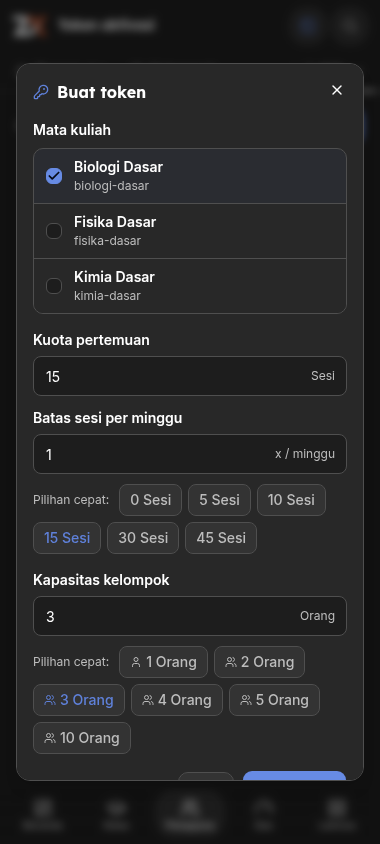 Buat token
Mata kuliah
Biologi Dasar
biologi-dasar
Fisika Dasar
fisika-dasar
Kimia Dasar
kimia-dasar
Kuota pertemuan
15 Sesi
Batas sesi per minggu
1 x / minggu
Pilihan cepat: 0 Sesi 5 Sesi 10 Sesi
15 Sesi 30 Sesi 45 Sesi
Kapasitas kelompok
3 Orang
Pilihan cepat: 1 Orang 2 Orang
3 Orang 4 Orang 5 Orang
10 Orang